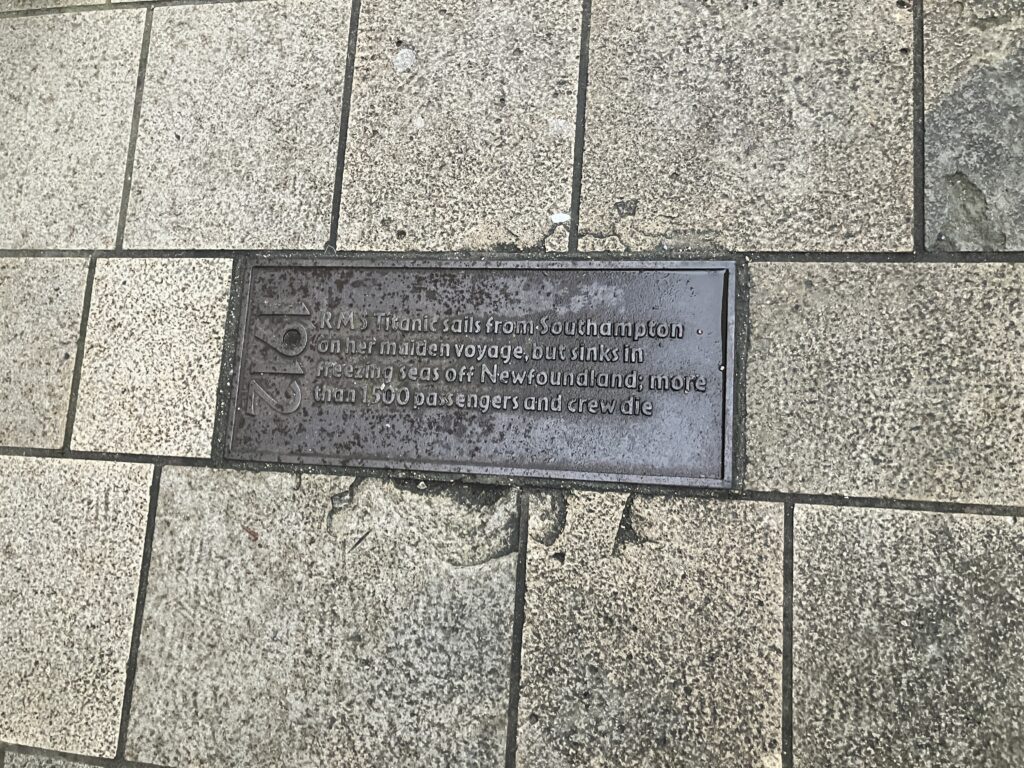 1912
RMS Titanic sails from Southampton
on her maiden voyage, but sinks in
freezing seas off Newfoundland; more
than 1500 passengers and crew die